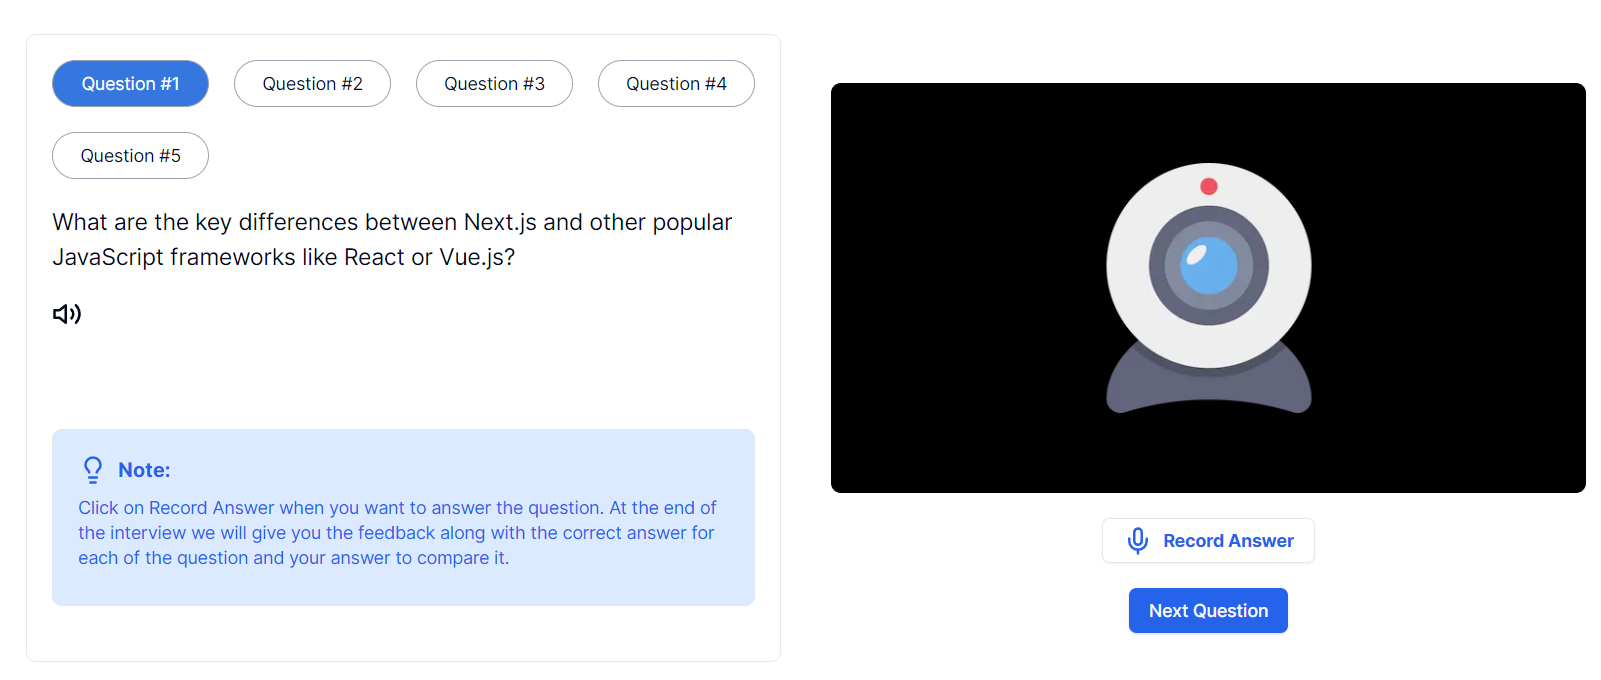 Question #1
Question #2
Question #3
Question #4
Question #5
What are the key differences between Next.js and other popular
JavaScript frameworks like React or Vue.js?
Note:
Click on Record Answer when you want to answer the question. At the end of
the interview we will give you the feedback along with the correct answer for
each of the question and your answer to compare it.
Record Answer
Next Question